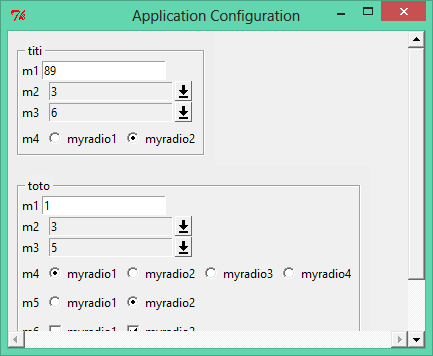 Application Configuration
titi
m1 89
m2 3
m3 6
m4 myradio1 myradio2
toto
m1 1
m2 3
m3 5
m4 myradio1 myradio2 myradio3 myradio4
m5 myradio1 myradio2